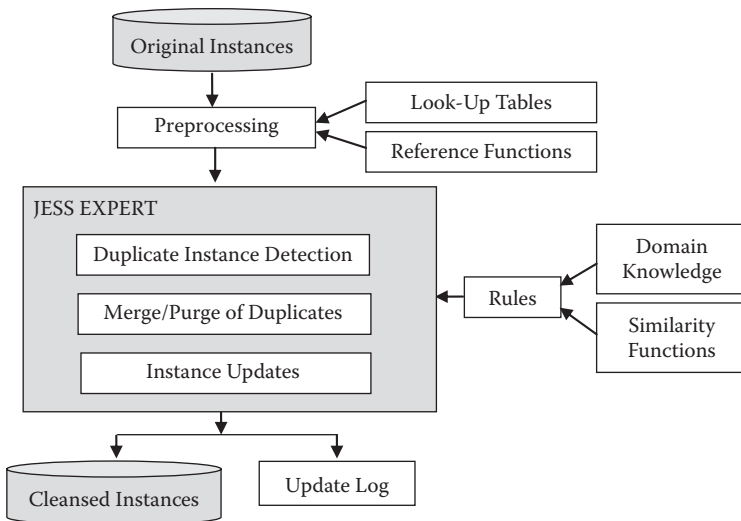 Original Instances
Preprocessing
Look-Up Tables
Reference Functions
JESS EXPERT
Duplicate Instance Detection
Merge/Purge of Duplicates
Instance Updates
Rules
Domain
Knowledge
Similarity
Functions
Cleansed Instances
Update Log